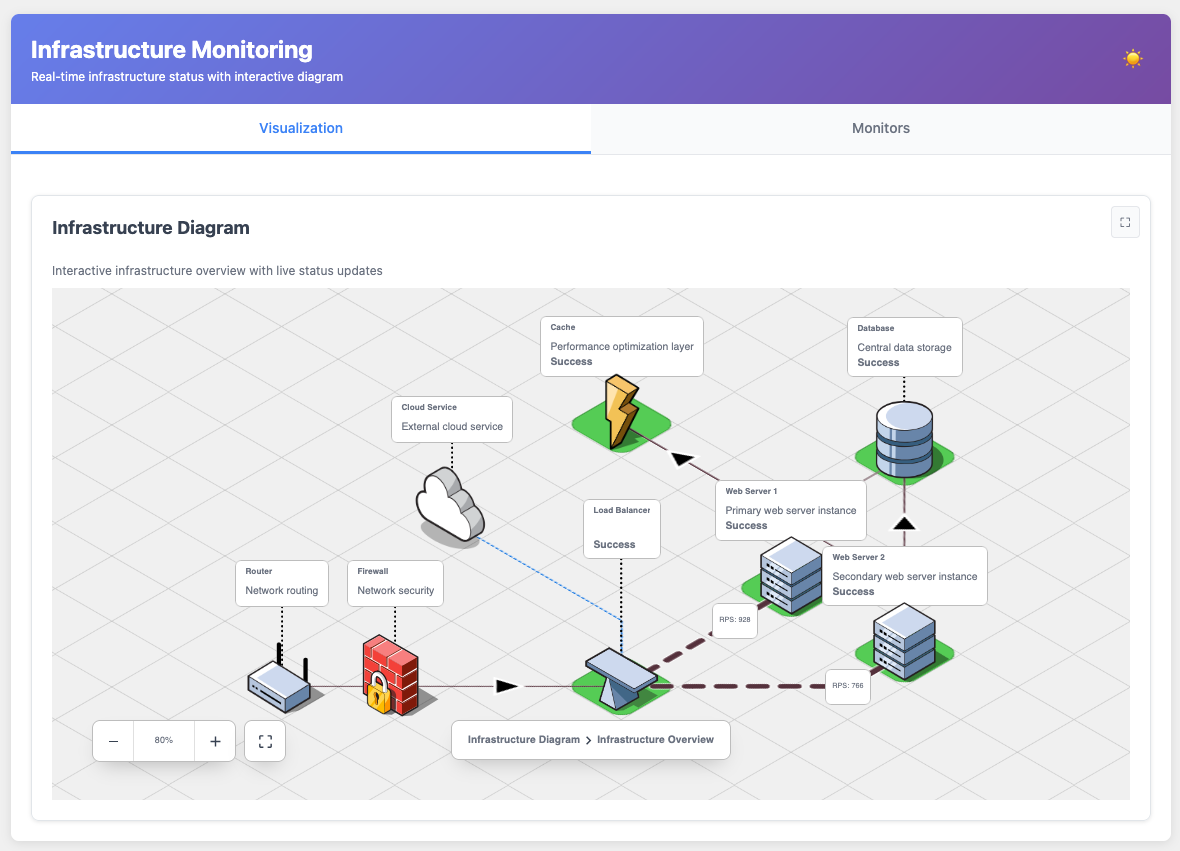 Infrastructure Monitoring
Real-time infrastructure status with interactive diagram
Visualization
Monitors
Infrastructure Diagram
Interactive infrastructure overview with live status updates
Cache
Performance optimization layer
Success
Database
Central data storage
Success
Cloud Service
External cloud service
Web Server 1
Primary web server instance
Success
Load Balancer
Success
Web Server 2
Secondary web server instance
Success
Router
Network routing
Firewall
Network security
RPS: 928
RPS: 766
80%
Infrastructure Diagram > Infrastructure Overview